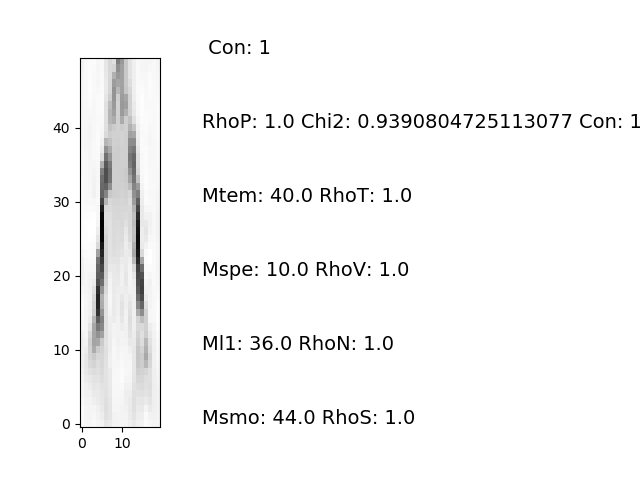 Con: 1
RhoP: 1.0 Chi2: 0.9390804725113077 Con: 1
Mtem: 40.0 RhoT: 1.0
Mspe: 10.0 RhoV: 1.0
Ml1: 36.0 RhoN: 1.0
Msmo: 44.0 RhoS: 1.0
40
30
20
10
0
0 10